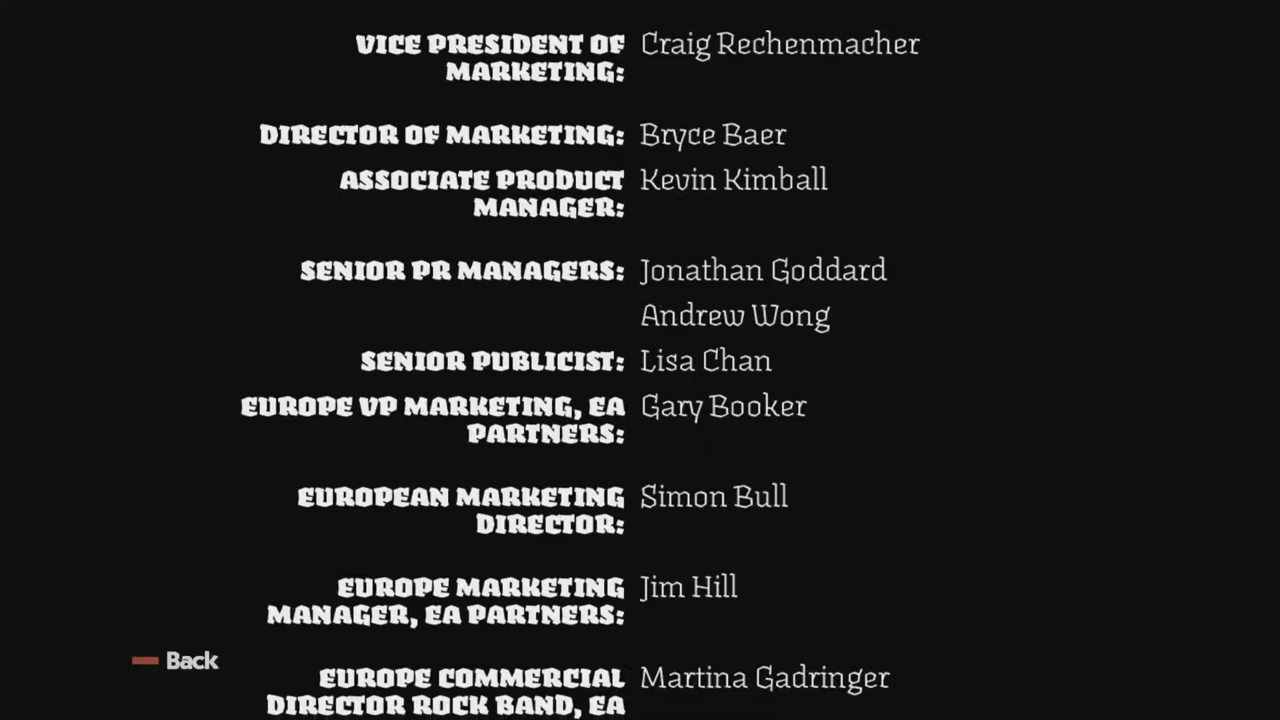 VICE PRESIDENT OF Craig Rechenmacher
MARKETING:
DIRECTOR OF MARKETING: Bryce Baer
ASSOCIATE PRODUCT Kevin Kimball
MANAGER:
SENIOR PR MANAGERS: Jonathan Goddard
Andrew Wong
SENIOR PUBLICIST: Lisa Chan
EUROPE VP MARKETING, EA Gary Booker
PARTNERS:
EUROPEAN MARKETING Simon Bull
DIRECTOR:
EUROPE MARKETING Jim Hill
MANAGER, EA PARTNERS:
Back
EUROPE COMMERCIAL Martina Gadringer
DIRECTOR ROCK BAND, EA